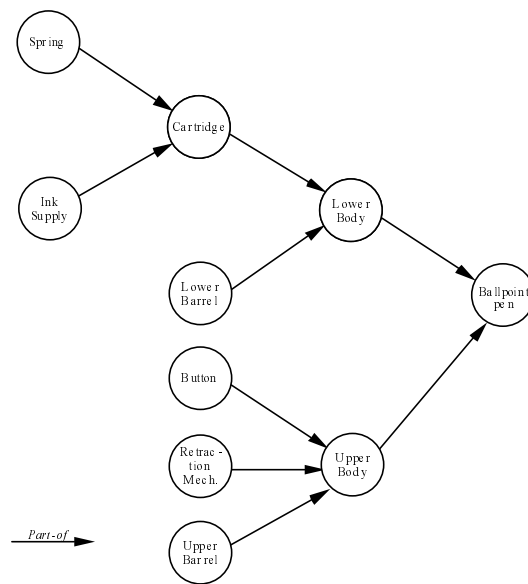 Spring
Cartridge
Ink
Supply
Lower
Body
Lower
Barrel
Ballpoint
pen
Button
Retrac-
tion
Mech.
Upper
Body
Part-of
Upper
Barrel